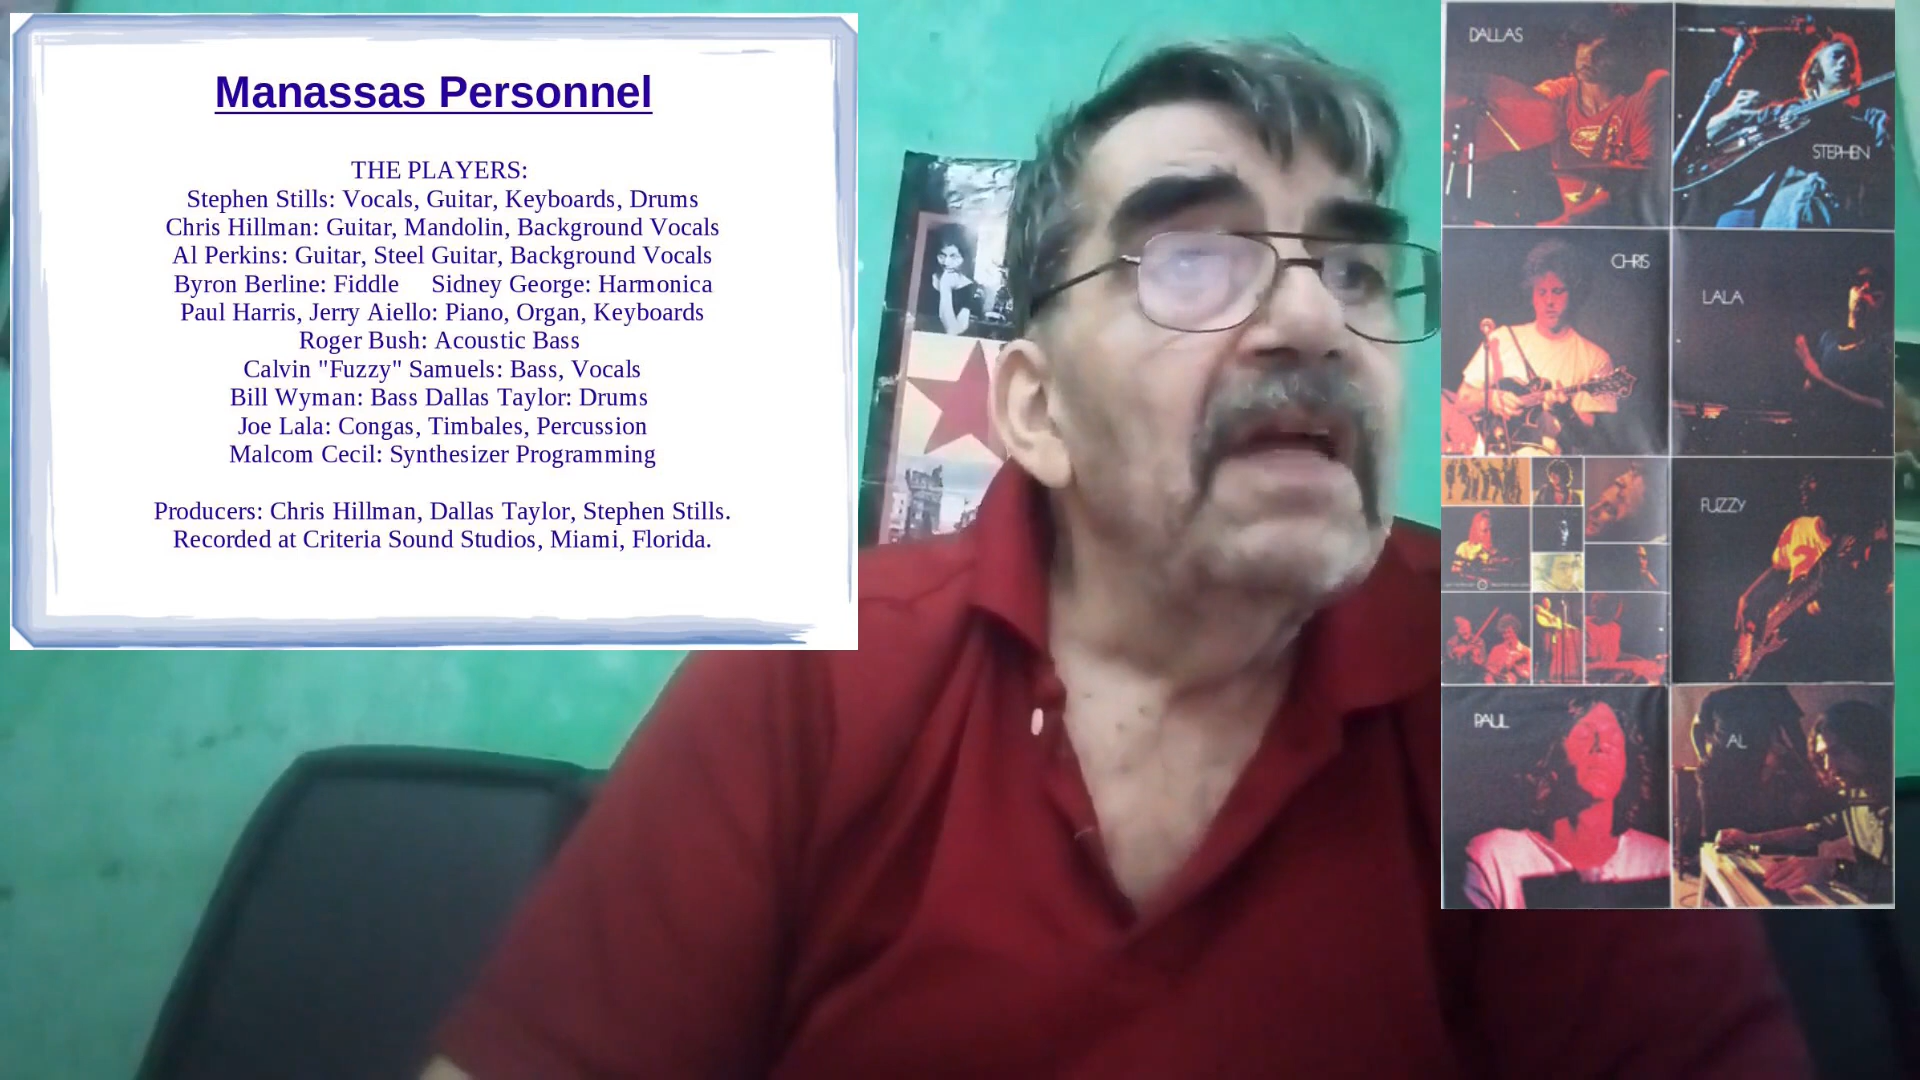 Manassas Personnel
THE PLAYERS:
Stephen Stills: Vocals, Guitar, Keyboards, Drums
Chris Hillman: Guitar, Mandolin, Background Vocals
Al Perkins: Guitar, Steel Guitar, Background Vocals
Byron Berline: Fiddle Sidney George: Harmonica
Paul Harris, Jerry Aiello: Piano, Organ, Keyboards
Roger Bush: Acoustic Bass
Calvin "Fuzzy" Samuels: Bass, Vocals
Bill Wyman: Bass Dallas Taylor: Drums
Joe Lala: Congas, Timbales, Percussion
Malcom Cecil: Synthesizer Programming
Producers: Chris Hillman, Dallas Taylor, Stephen Stills.
Recorded at Criteria Sound Studios, Miami, Florida.
DALLAS
STEPHEN
CHRIS
LALA
FUZZY
PAUL
AL